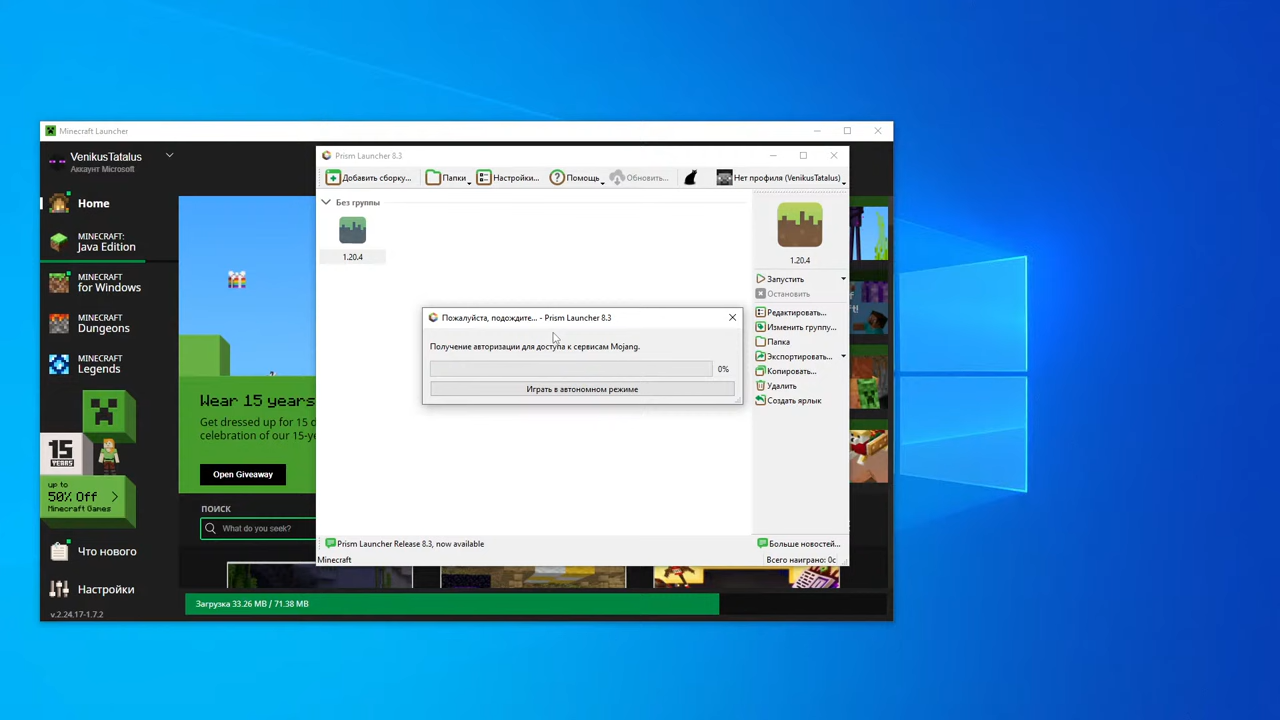 Minecraft Launcher
VenikusTatalus
Аккаунт Microsoft
Home
MINECRAFT:
Java Edition
MINECRAFT
for Windows
MINECRAFT
Dungeons
MINECRAFT
Legends
15
YEARS
up to
50% Off
Minecraft Games
Что нового
Настройки
v.2.24.17-1.7.2
Wear 15 years
Get dressed up for 15 d
celebration of our 15-ye
Open Giveaway
ПОИСК
What do you seek?
Загрузка 33.26 MB / 71.38 MB
Prism Launcher 8.3
Добавить сборку...
Папки
Настройки...
Помощь
Обновить...
Нет профиля (VenikusTatalus)
Без группы
1.20.4
Пожалуйста, подождите... - Prism Launcher 8.3
Получение авторизации для доступа к сервисам Mojang.
0%
Играть в автономном режиме
1.20.4
Запустить
Остановить
Редактировать...
Изменить группу...
Папка
Экспортировать...
Копировать...
Удалить
Создать ярлык
Prism Launcher Release 8.3, now available
Больше новостей...
Minecraft
Всего наиграно: 0с